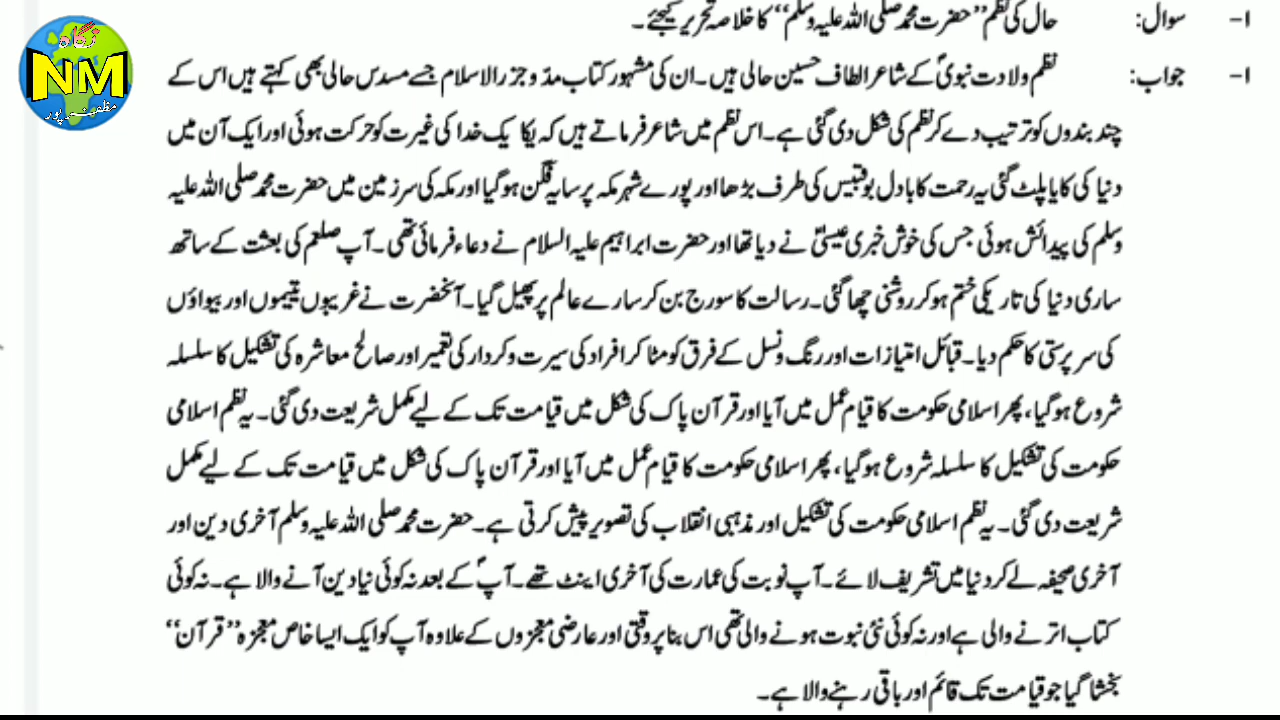 نگاہ
NM
مظفر پور
۱- سوال: حال کی نظم ''حضرت محمد صلی اللہ علیہ وسلم'' کا خلاصہ تحریر کیجئے۔
۱- جواب: نظم ولادت نبویؐ کے شاعر الطاف حسین حالی ہیں۔ ان کی مشہور کتاب مدّ و جزر الاسلام جسے مسدس حالی بھی کہتے ہیں اس کے
چند بندوں کو ترتیب دے کر نظم کی شکل دی گئی ہے۔ اس نظم میں شاعر فرماتے ہیں کہ یکا یک خدا کی غیرت کو حرکت ہوئی اور ایک آن میں
دنیا کی کایا پلٹ گئی یہ رحمت کا بادل بوقبیس کی طرف بڑھا اور پورے شہر مکہ پر سایہ فگن ہو گیا اور مکہ کی سرزمین میں حضرت محمد صلی اللہ علیہ
وسلم کی پیدائش ہوئی جس کی خوش خبری عیسیٰؑ نے دیا تھا اور حضرت ابراہیم علیہ السلام نے دعاء فرمائی تھی۔ آپ صلعم کی بعثت کے ساتھ
ساری دنیا کی تاریکی ختم ہو کر روشنی چھا گئی۔ رسالت کا سورج بن کر سارے عالم پر پھیل گیا۔ آنحضرت نے غریبوں یتیموں اور بیواؤں
کی سر پرستی کا حکم دیا۔ قبائل امتیازات اور رنگ ونسل کے فرق کو مٹا کر افراد کی سیرت و کردار کی تعمیر اور صالح معاشرہ کی تشکیل کا سلسلہ
شروع ہو گیا، پھر اسلامی حکومت کا قیام عمل میں آیا اور قرآن پاک کی شکل میں قیامت تک کے لیے مکمل شریعت دی گئی۔ یہ نظم اسلامی
حکومت کی تشکیل کا سلسلہ شروع ہو گیا، پھر اسلامی حکومت کا قیام عمل میں آیا اور قرآن پاک کی شکل میں قیامت تک کے لیے مکمل
شریعت دی گئی۔ یہ نظم اسلامی حکومت کی تشکیل اور مذہبی انقلاب کی تصویر پیش کرتی ہے۔ حضرت محمد صلی اللہ علیہ وسلم آخری دین اور
آخری صحیفہ لے کر دنیا میں تشریف لائے۔ آپ نوبت کی عمارت کی آخری اینٹ تھے۔ آپؐ کے بعد نہ کوئی نیا دین آنے والا ہے۔ نہ کوئی
کتاب اترنے والی ہے اور نہ کوئی نئی نبوت ہونے والی تھی اس بنا پر وقتی اور عارضی معجزوں کے علاوہ آپ کو ایک ایسا خاص معجزہ ''قرآن''
بخشا گیا جو قیامت تک قائم اور باقی رہنے والا ہے۔